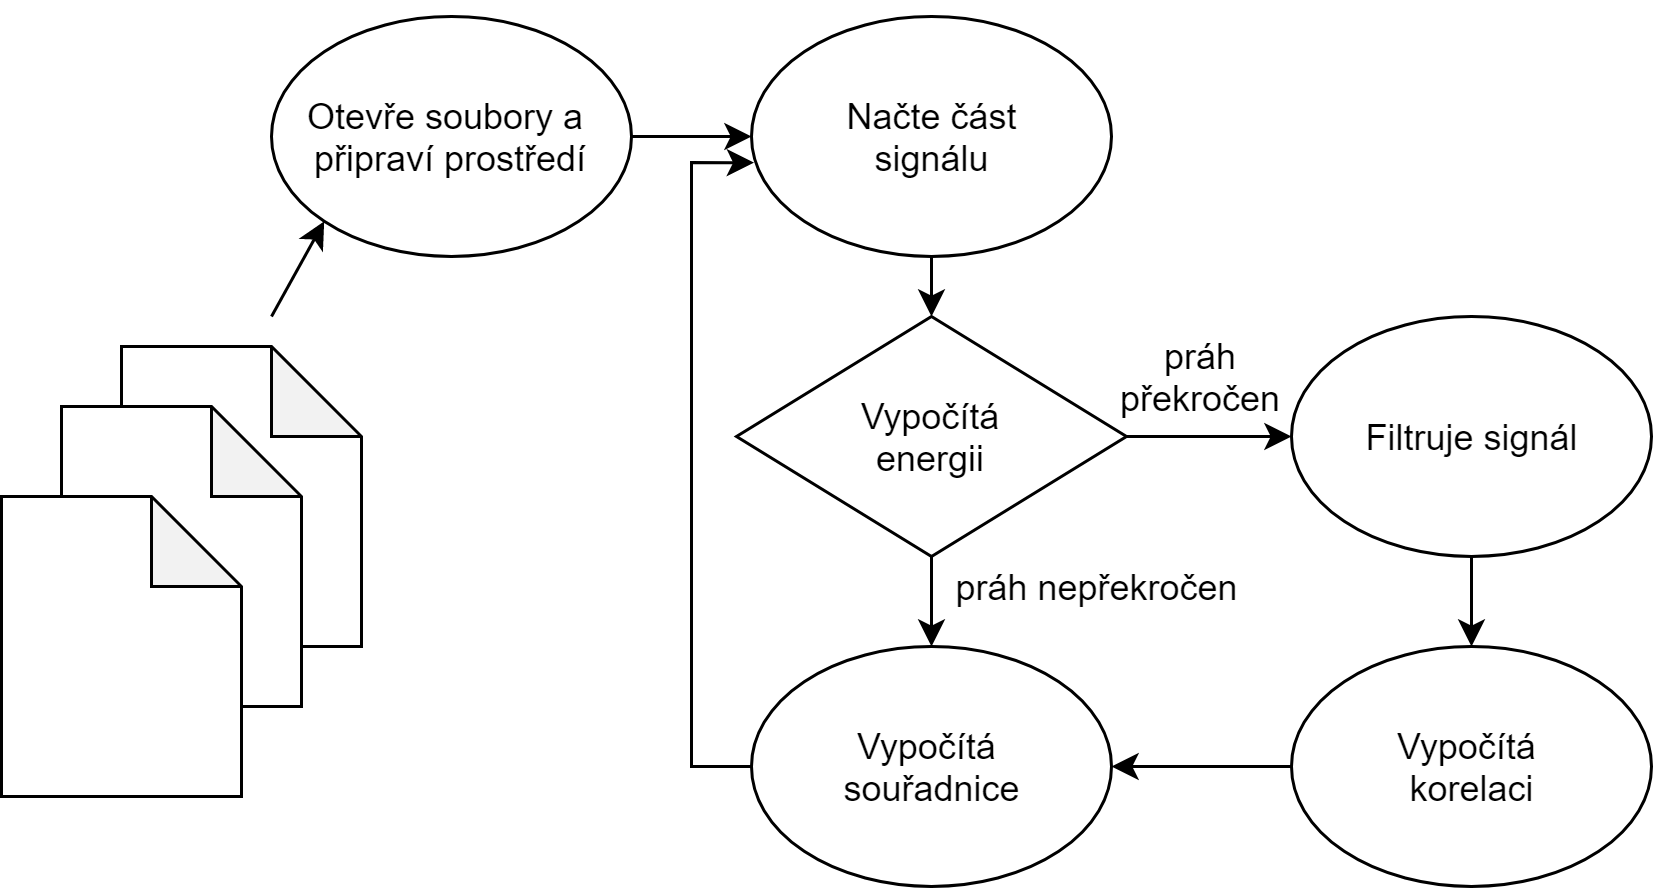 Otevře soubory a
připraví prostředí
Načte část
signálu
Vypočítá
energii
práh
překročen
Filtruje signál
práh nepřekročen
Vypočítá
souřadnice
Vypočítá
korelaci